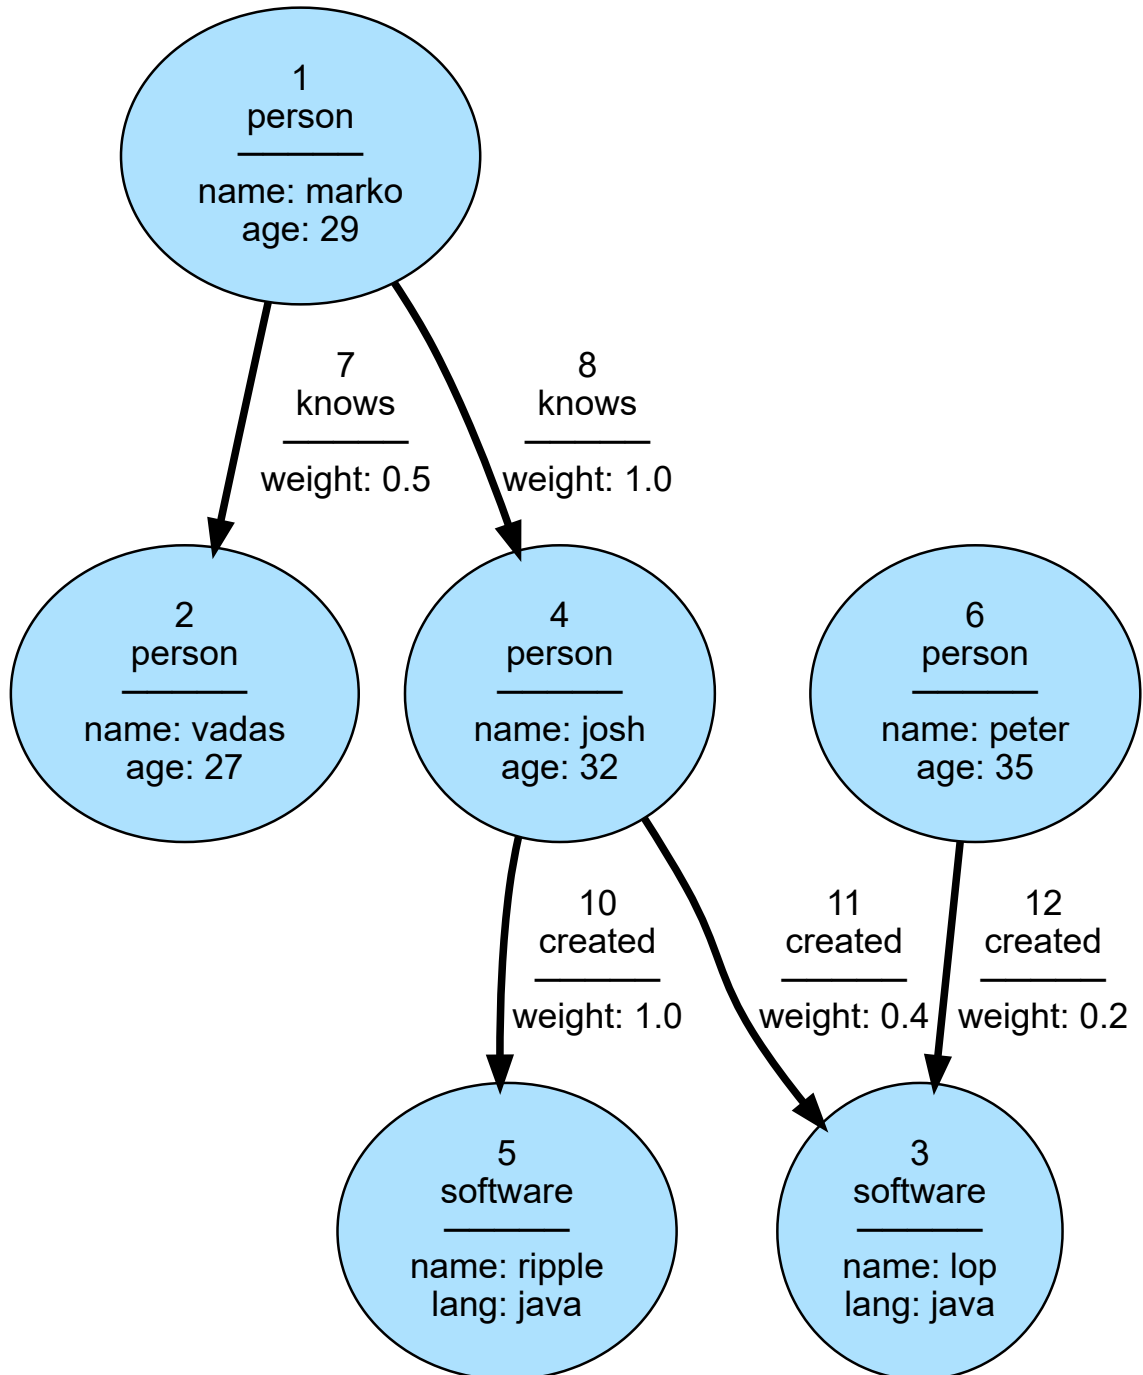 1
person
name: marko
age: 29
7
knows
weight: 0.5
8
knows
weight: 1.0
2
person
name: vadas
age: 27
4
person
name: josh
age: 32
6
person
name: peter
age: 35
10
created
weight: 1.0
11
created
weight: 0.4
12
created
weight: 0.2
5
software
name: ripple
lang: java
3
software
name: lop
lang: java